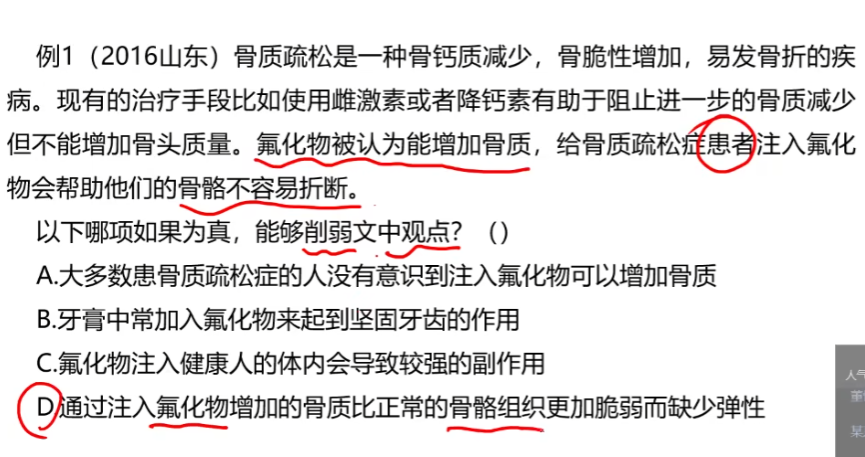 例1（2016山东）骨质疏松是一种骨钙质减少，骨脆性增加，易发骨折的疾
病。现有的治疗手段比如使用雌激素或者降钙素有助于阻止进一步的骨质减少
但不能增加骨头质量。氟化物被认为能增加骨质，给骨质疏松症患者注入氟化
物会帮助他们的骨骼不容易折断。
以下哪项如果为真，能够削弱文中观点？（）
A.大多数患骨质疏松症的人没有意识到注入氟化物可以增加骨质
B.牙膏中常加入氟化物来起到坚固牙齿的作用
C.氟化物注入健康人的体内会导致较强的副作用
D.通过注入氟化物增加的骨质比正常的骨骼组织更加脆弱而缺少弹性
人气